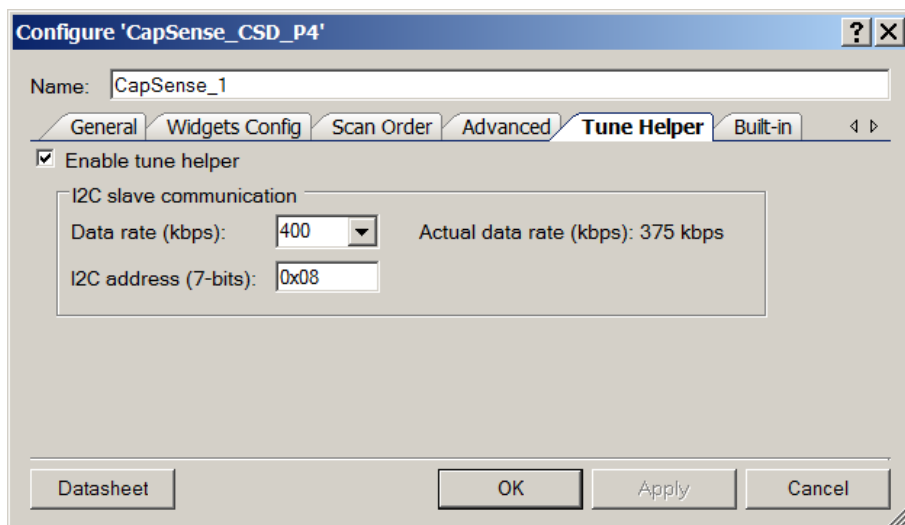 Configure 'CapSense_CSD_P4'
Name: CapSense_1
General Widgets Config Scan Order Advanced Tune Helper Built-in
Enable tune helper
I2C slave communication
Data rate (kbps): 400 Actual data rate (kbps): 375 kbps
I2C address (7-bits): 0x08
Datasheet OK Apply Cancel